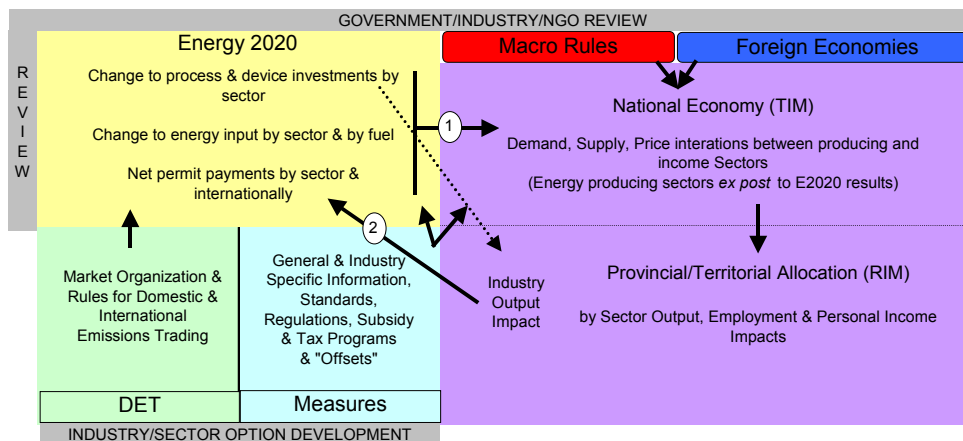 GOVERNMENT/INDUSTRY/NGO REVIEW
REVIEW
Energy 2020
Change to process & device investments by
sector
Change to energy input by sector & by fuel
Net permit payments by sector &
internationally
Macro Rules
Foreign Economies
1
National Economy (TIM)
Demand, Supply, Price interations between producing and
income Sectors
(Energy producing sectors ex post to E2020 results)
2
Market Organization &
Rules for Domestic &
International
Emissions Trading
General & Industry
Specific Information,
Standards,
Regulations, Subsidy
& Tax Programs
& "Offsets"
Industry
Output
Impact
Provincial/Territorial Allocation (RIM)
by Sector Output, Employment & Personal Income
Impacts
DET
Measures
INDUSTRY/SECTOR OPTION DEVELOPMENT